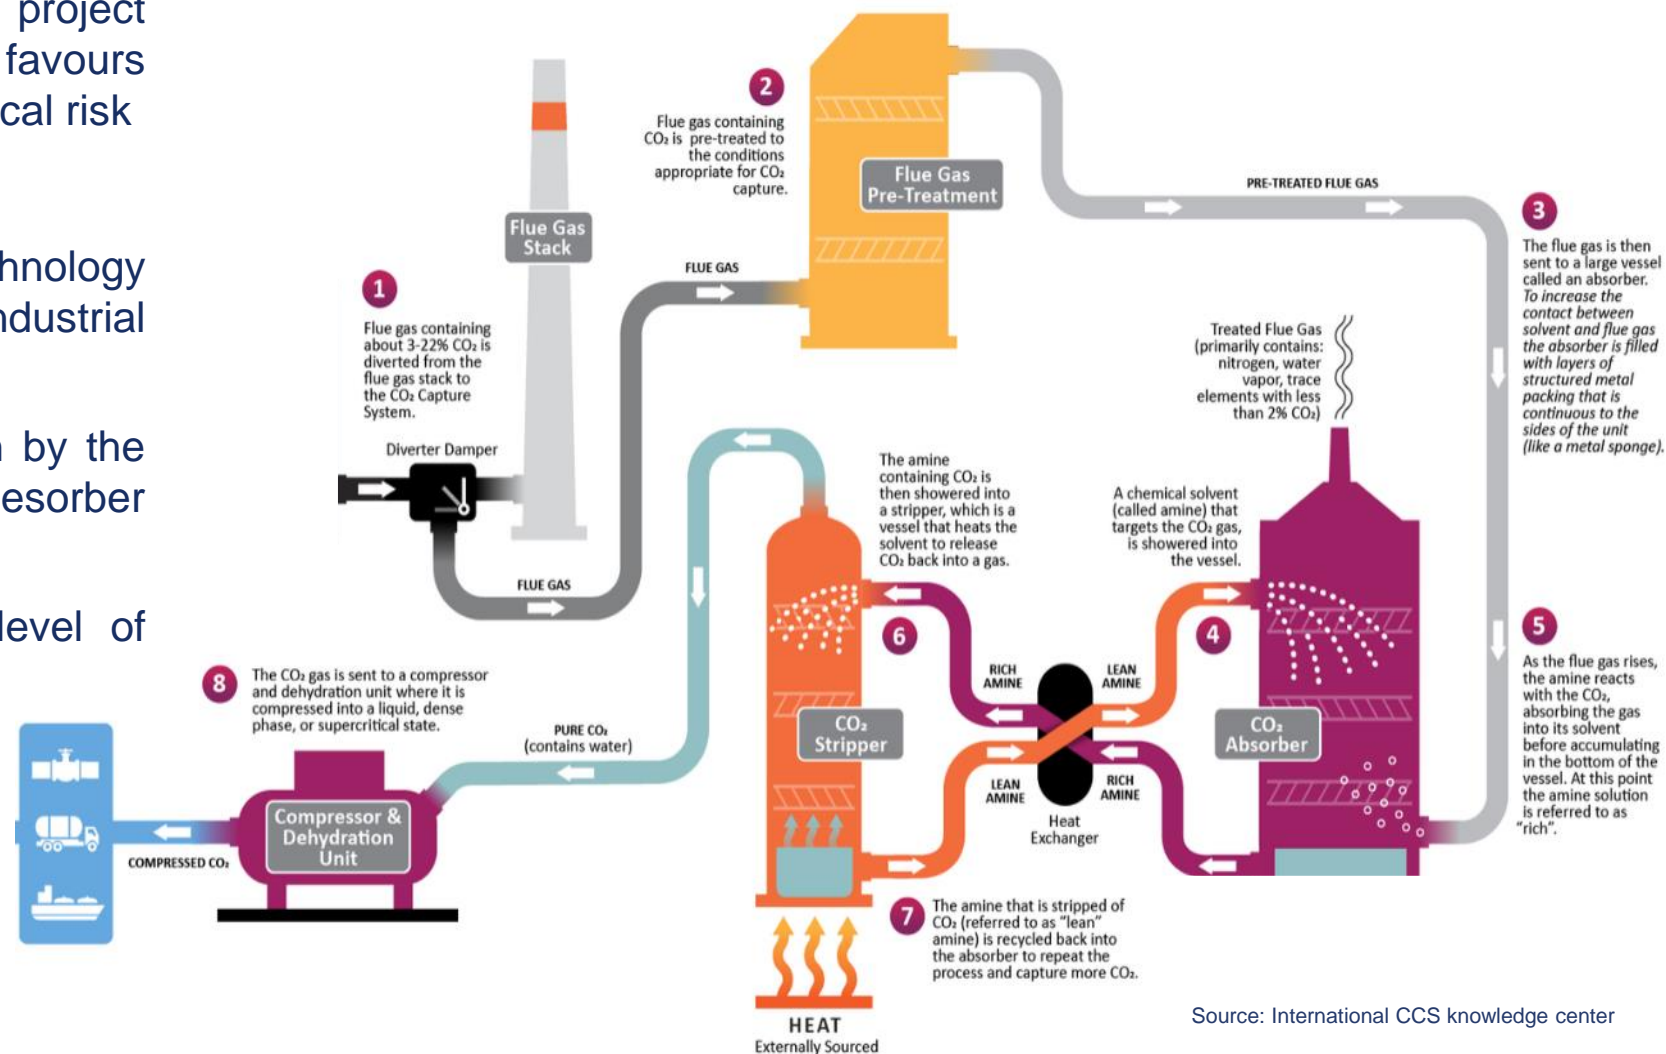 project
favours
cal risk
hnology
ndustrial
by the
esorber
level of
1
Flue gas containing
about 3-22% CO₂ is
diverted from the
flue gas stack to
the CO₂ Capture
System.
Diverter Damper
Flue Gas
Stack
FLUE GAS
FLUE GAS
2
Flue gas containing
CO₂ is pre-treated to
the conditions
appropriate for CO₂
capture.
Flue Gas
Pre-Treatment
PRE-TREATED FLUE GAS
3
The flue gas is then
sent to a large vessel
called an absorber.
To increase the
contact between
solvent and flue gas
the absorber is filled
with layers of
structured metal
packing that is
continuous to the
sides of the unit
(like a metal sponge).
Treated Flue Gas
(primarily contains:
nitrogen, water
vapor, trace
elements with less
than 2% CO₂)
A chemical solvent
(called amine) that
targets the CO₂ gas,
is showered into
the vessel.
4
CO₂
Absorber
5
As the flue gas rises,
the amine reacts
with the CO₂,
absorbing the gas
into its solvent
before accumulating
in the bottom of the
vessel. At this point
the amine solution
is referred to as
"rich".
The amine
containing CO₂ is
then showered into
a stripper, which is a
vessel that heats the
solvent to release
CO₂ back into a gas.
6
RICH
AMINE
LEAN
AMINE
LEAN
AMINE
RICH
AMINE
Heat
Exchanger
CO₂
Stripper
7
The amine that is stripped of
CO₂ (referred to as "lean"
amine) is recycled back into
the absorber to repeat the
process and capture more CO₂.
HEAT
Externally Sourced
8
The CO₂ gas is sent to a compressor
and dehydration unit where it is
compressed into a liquid, dense
phase, or supercritical state.
PURE CO₂
(contains water)
Compressor &
Dehydration
Unit
COMPRESSED CO₂
Source: International CCS knowledge center